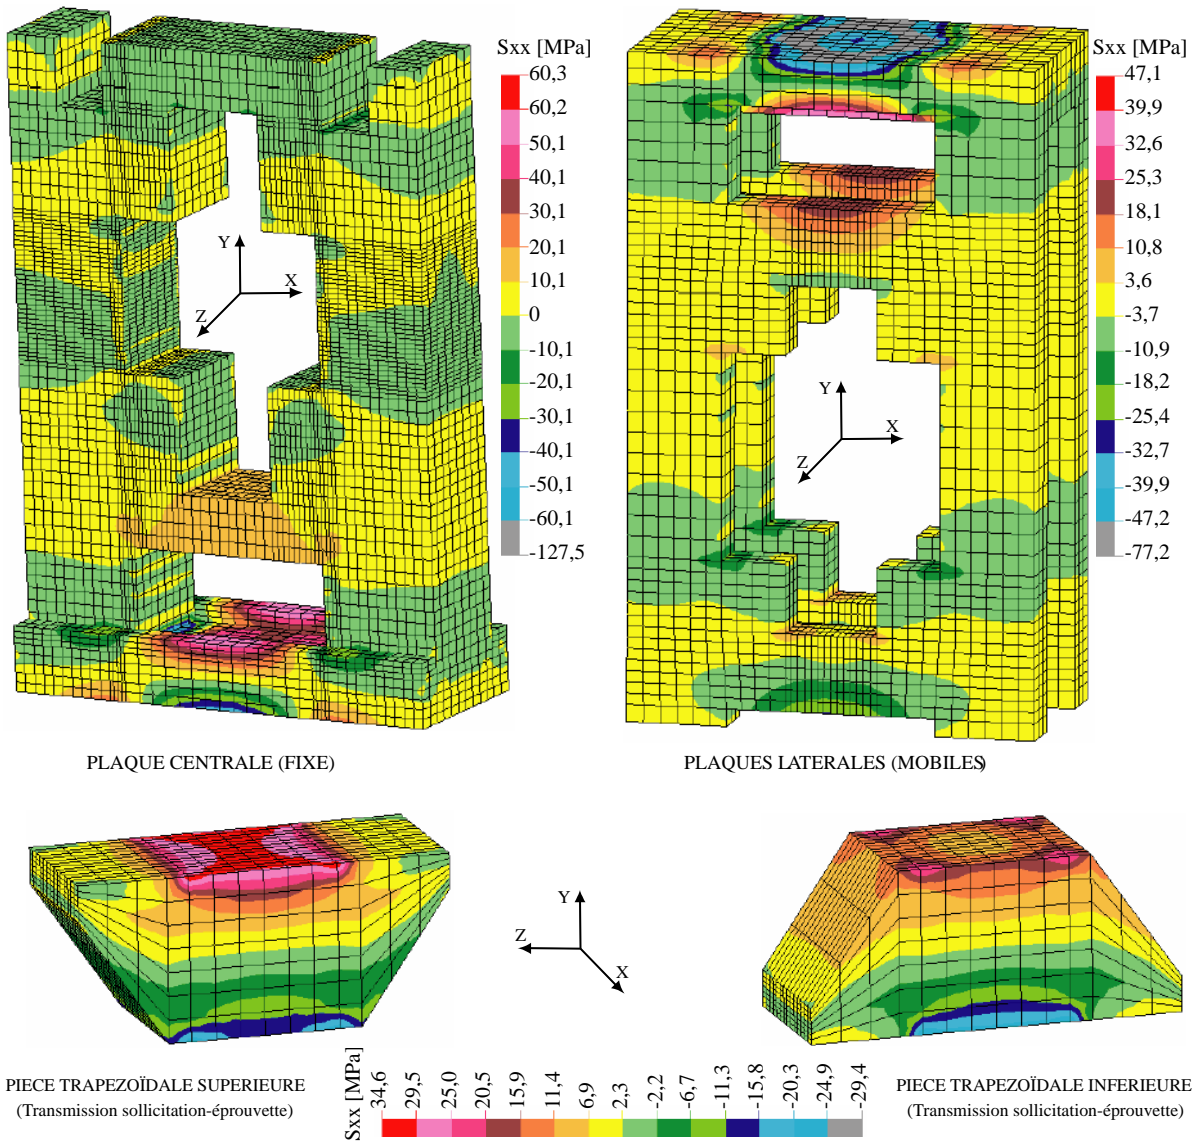 Sxx [MPa]
60,3
60,2
50,1
40,1
30,1
20,1
10,1
0
-10,1
-20,1
-30,1
-40,1
-50,1
-60,1
-127,5
Y
X
Z
PLAQUE CENTRALE (FIXE)
Sxx [MPa]
47,1
39,9
32,6
25,3
18,1
10,8
3,6
-3,7
-10,9
-18,2
-25,4
-32,7
-39,9
-47,2
-77,2
Y
X
Z
PLAQUES LATERALES (MOBILES)
Y
Z
X
PIECE TRAPEZOÏDALE SUPERIEURE
(Transmission sollicitation-éprouvette)
Sxx [MPa]
34,6
29,5
25,0
20,5
15,9
11,4
6,9
2,3
-2,2
-6,7
-11,3
-15,8
-20,3
-24,9
-29,4
PIECE TRAPEZOÏDALE INFERIEURE
(Transmission sollicitation-éprouvette)